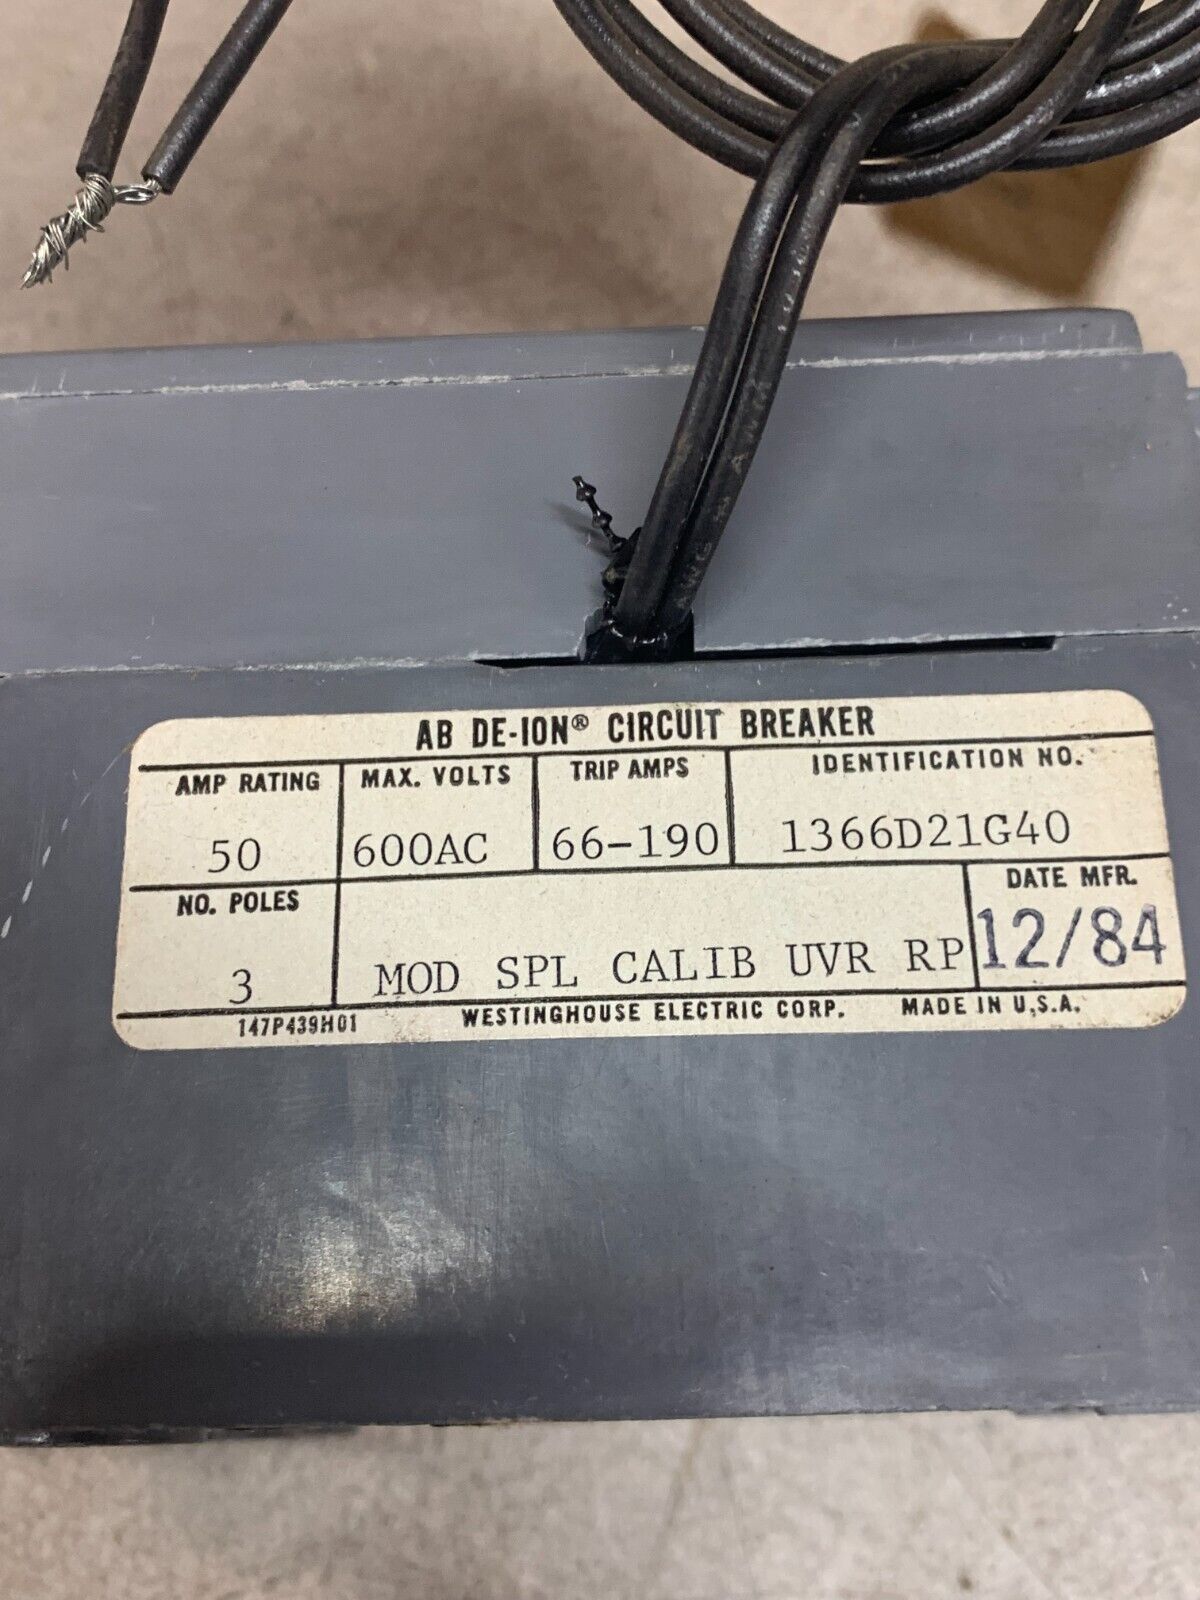 AB DE-ION® CIRCUIT BREAKER
AMP RATING MAX. VOLTS TRIP AMPS IDENTIFICATION NO.
50 600AC 66-190 1366D21G40
NO. POLES DATE MFR.
3 MOD SPL CALIB UVR RP 12/84
147P439H01 WESTINGHOUSE ELECTRIC CORP. MADE IN U.S.A.
AWG